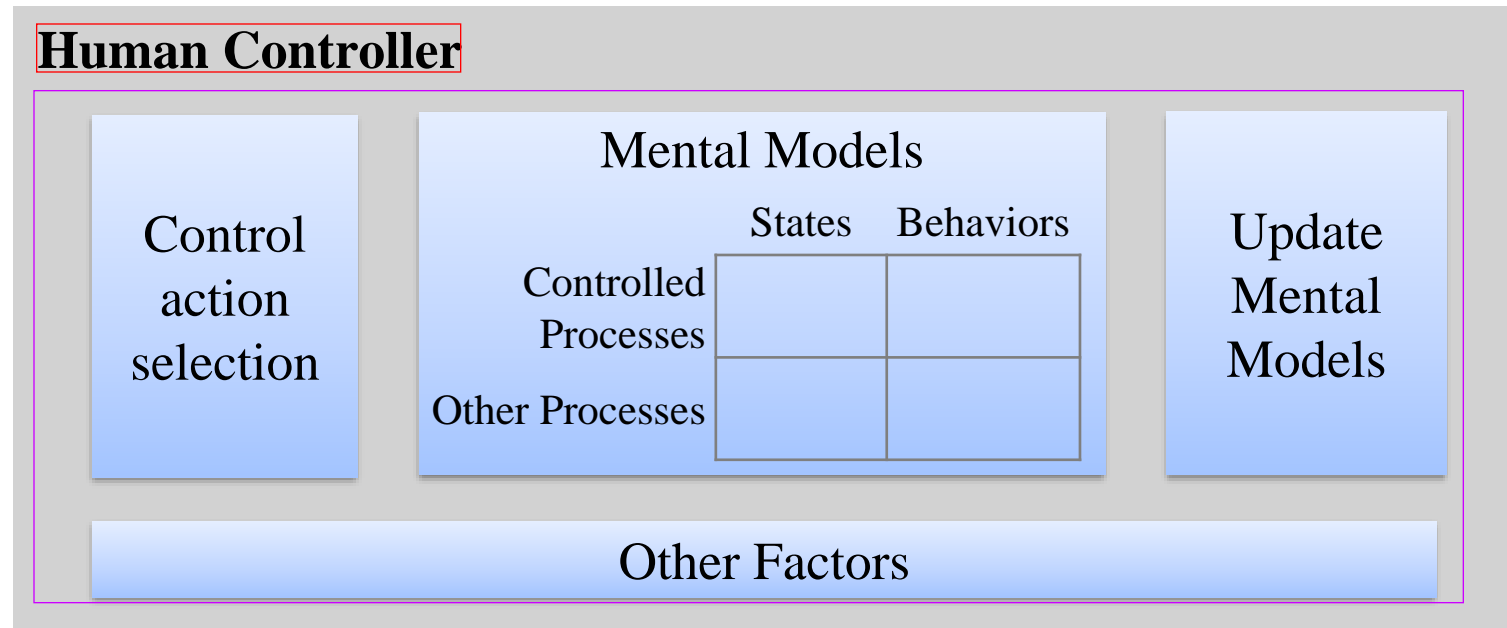 Human Controller
Control
action
selection
Mental Models
States Behaviors
Controlled
Processes
Other Processes
Update
Mental
Models
Other Factors